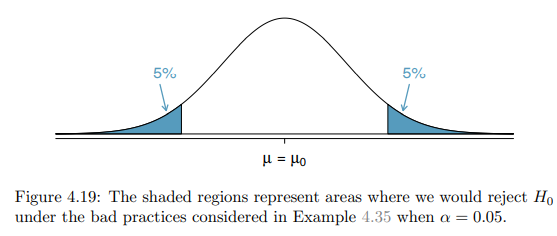 5% 5%
μ = μ₀
Figure 4.19: The shaded regions represent areas where we would reject H₀
under the bad practices considered in Example 4.35 when α = 0.05.